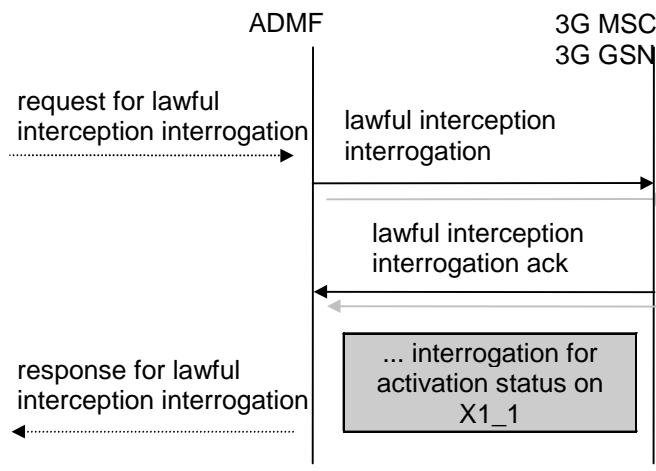 ADMF
3G MSC
3G GSN
request for lawful
interception interrogation
lawful interception
interrogation
lawful interception
interrogation ack
... interrogation for
activation status on
X1_1
response for lawful
interception interrogation